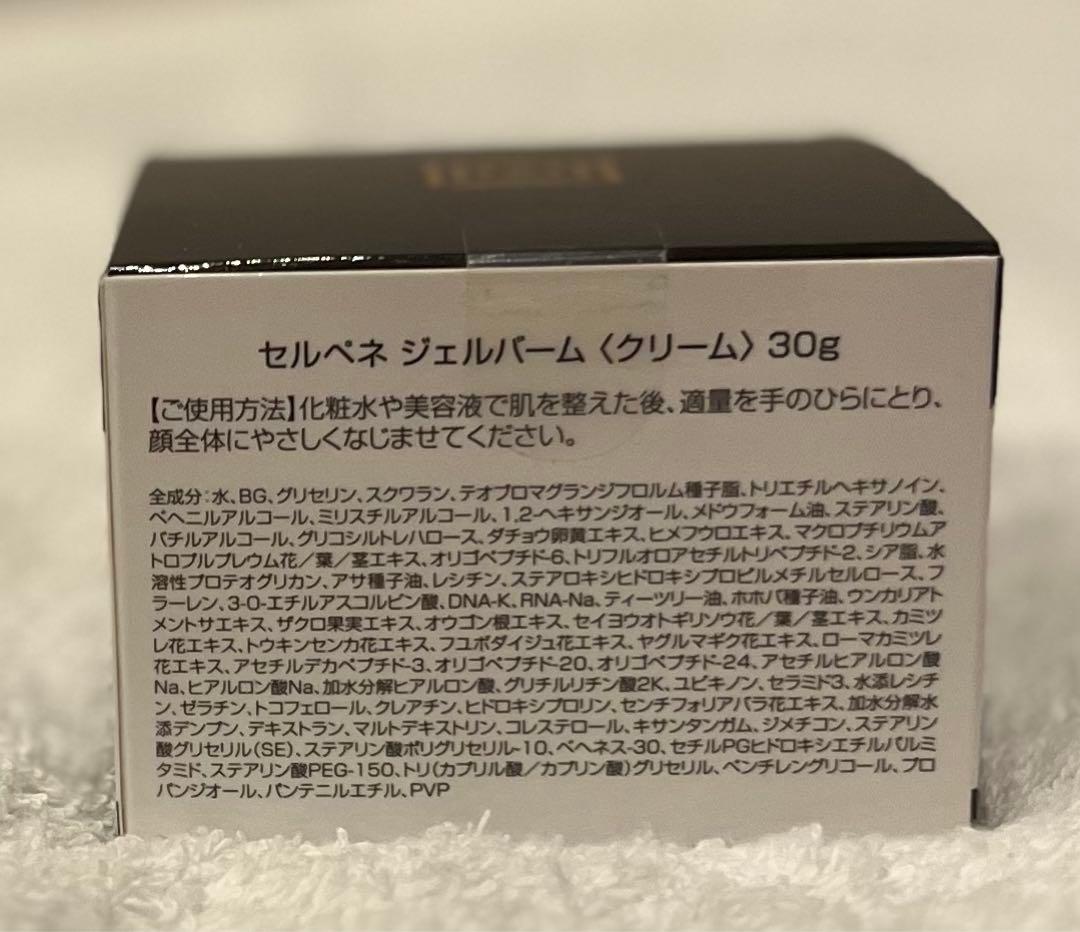 セルペネ ジェルバーム〈クリーム〉30g
【ご使用方法】化粧水や美容液で肌を整えた後、適量を手のひらにとり、
顔全体にやさしくなじませてください。
全成分:水、BG、グリセリン、スクワラン、テオブロマグランジフロルム種子脂、トリエチルヘキサノイン、
ベヘニルアルコール、ミリスチルアルコール、1,2-ヘキサンジオール、メドウフォーム油、ステアリン酸、
バチルアルコール、グリコシルトレハロース、ダチョウ卵黄エキス、ヒメフウロエキス、マクロプチリウムア
トロプルプレウム花/葉/茎エキス、オリゴペプチド-6、トリフルオロアセチルトリペプチド-2、シア脂、水
溶性プロテオグリカン、アサ種子油、レシチン、ステアロキシヒドロキシプロピルメチルセルロース、フ
ラーレン、3-O-エチルアスコルビン酸、DNA-K、RNA-Na、ティーツリー油、ホホバ種子油、ウンカリアト
メントサエキス、ザクロ果実エキス、オウゴン根エキス、セイヨウオトギリソウ花/葉/茎エキス、カミツ
レ花エキス、トウキンセンカ花エキス、フユボダイジュ花エキス、ヤグルマギク花エキス、ローマカミツレ
花エキス、アセチルデカペプチド-3、オリゴペプチド-20、オリゴペプチド-24、アセチルヒアルロン酸
Na、ヒアルロン酸Na、加水分解ヒアルロン酸、グリチルリチン酸2K、ユビキノン、セラミド3、水添レシチ
ン、ゼラチン、トコフェロール、クレアチン、ヒドロキシプロリン、センチフォリアバラ花エキス、加水分解水
添デンプン、デキストラン、マルトデキストリン、コレステロール、キサンタンガム、ジメチコン、ステアリン
酸グリセリル(SE)、ステアリン酸ポリグリセリル-10、ベヘネス-30、セチルPGヒドロキシエチルパルミ
タミド、ステアリン酸PEG-150、トリ(カプリル酸/カプリン酸)グリセリル、ペンチレングリコール、プロ
パンジオール、パンテニルエチル、PVP